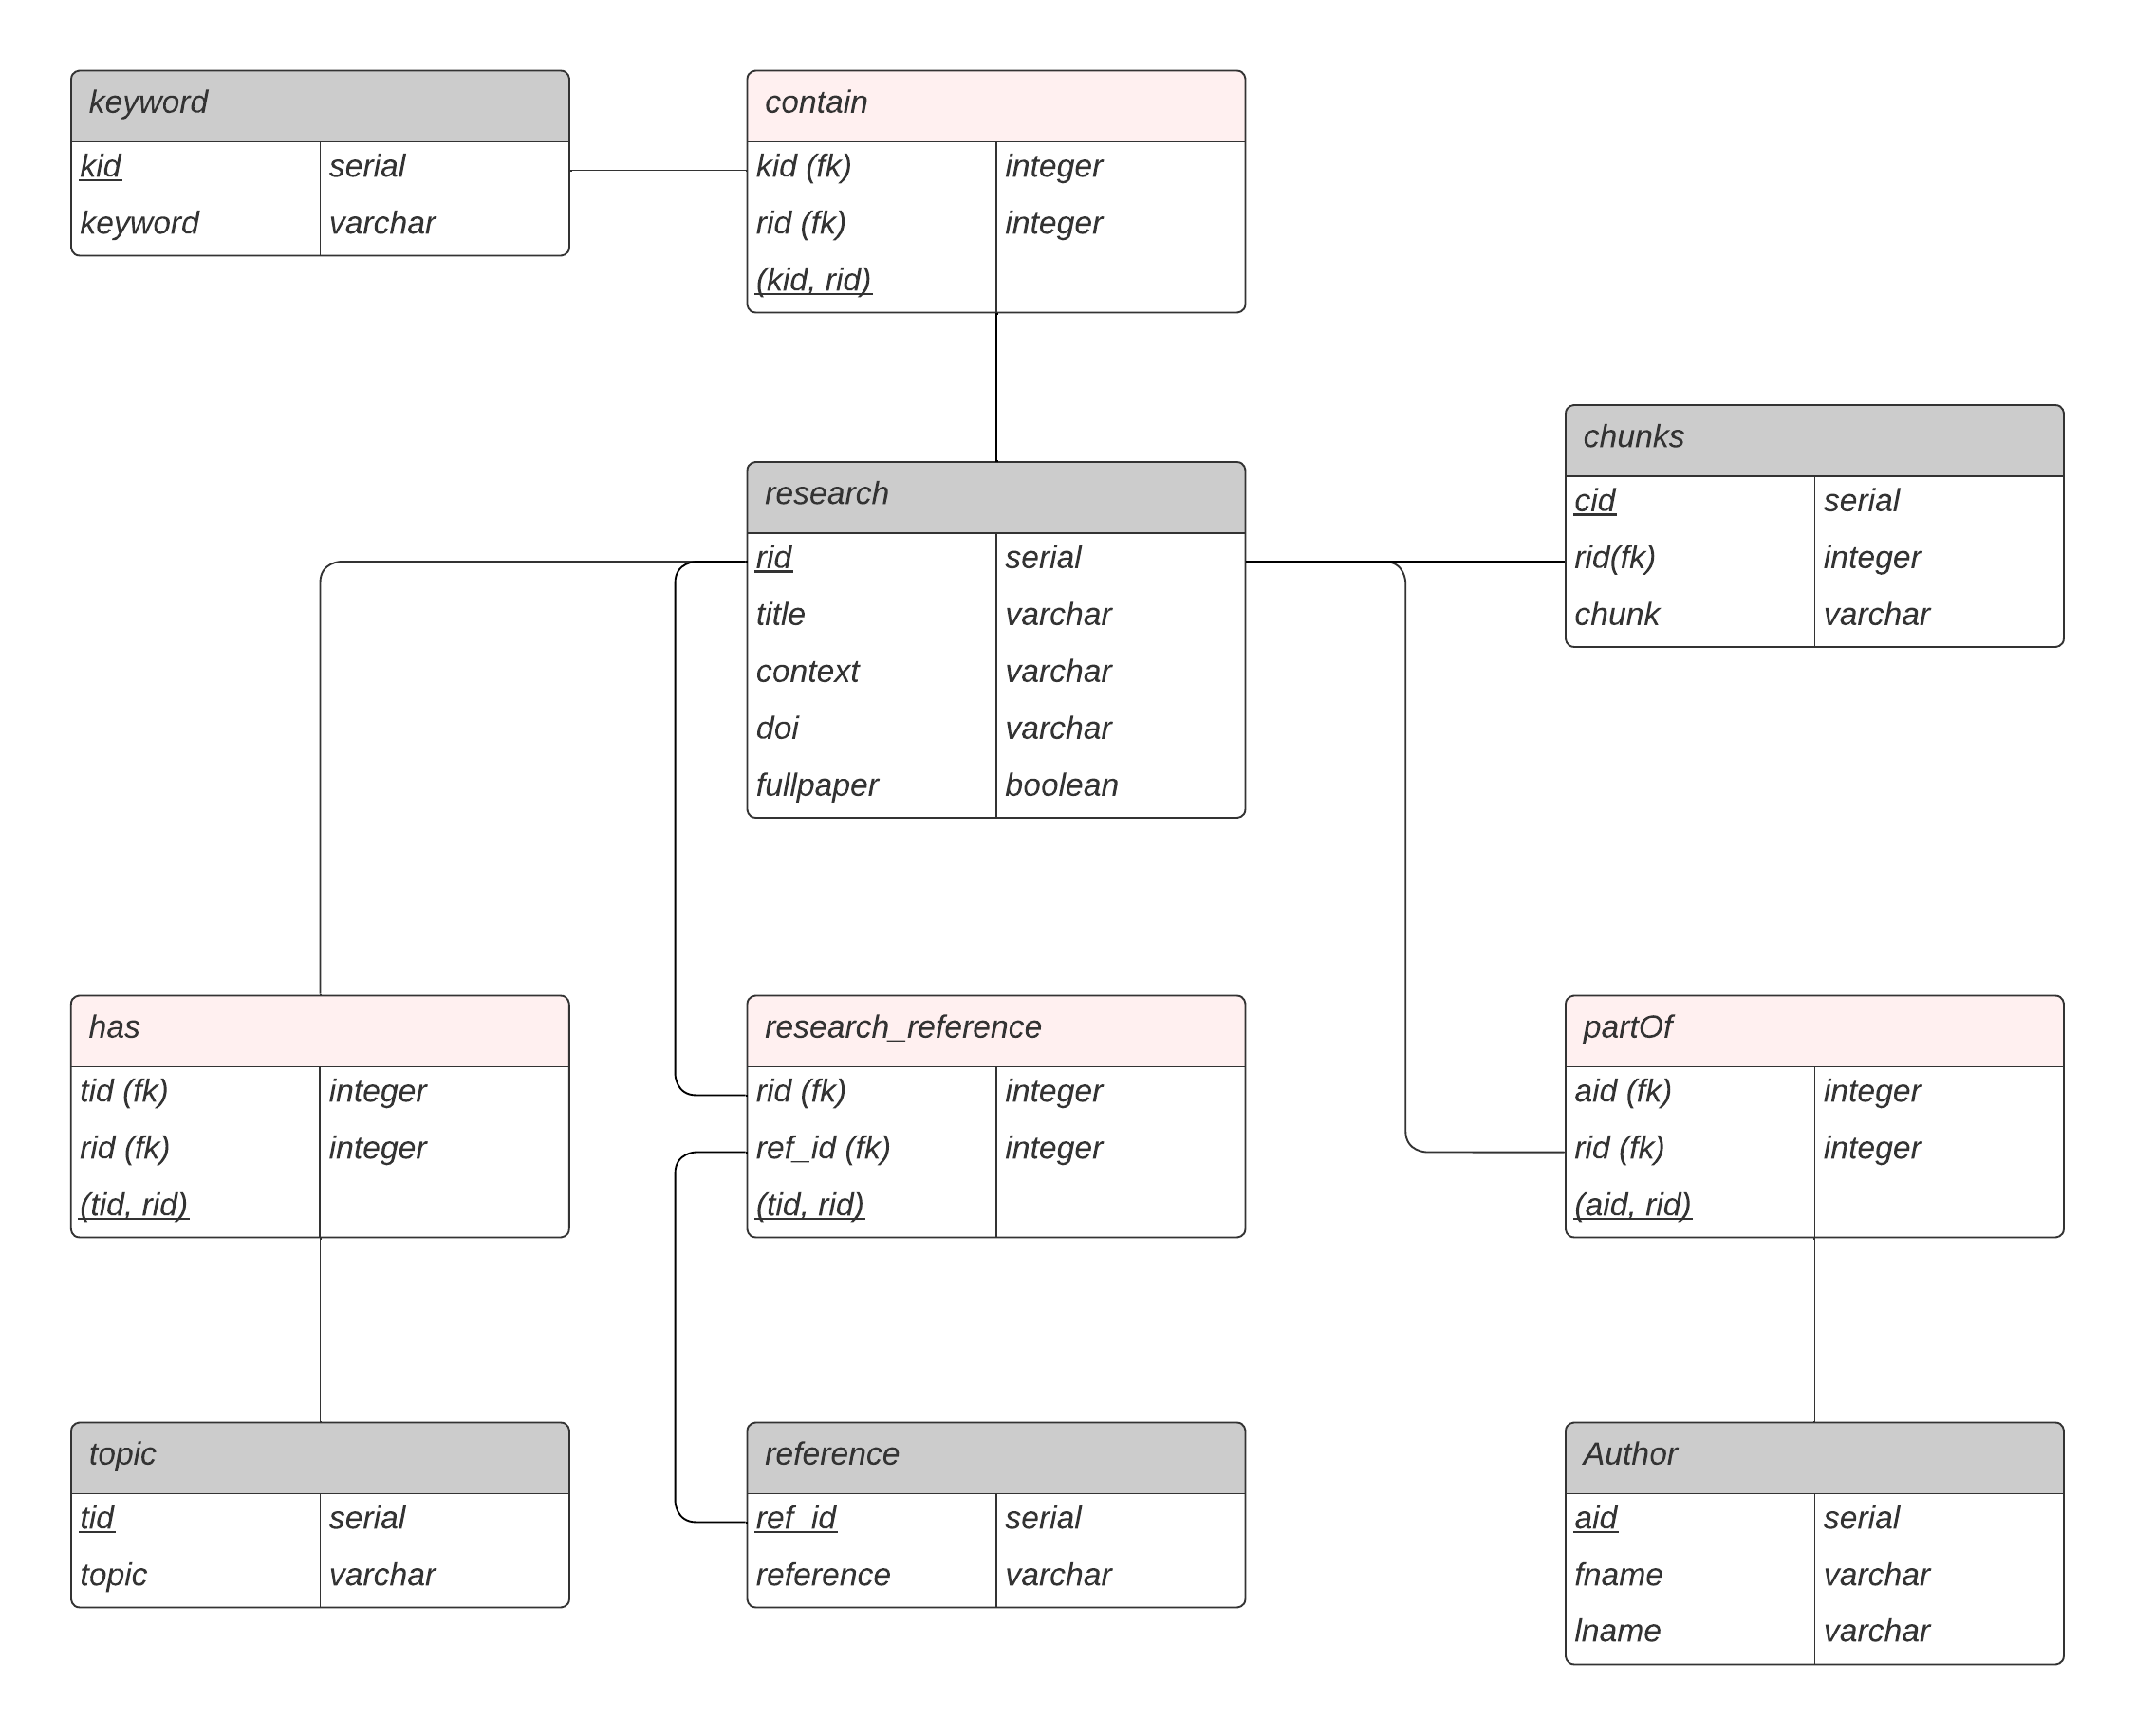 keyword
kid serial
keyword varchar
contain
kid (fk) integer
rid (fk) integer
(kid, rid)
research
rid serial
title varchar
context varchar
doi varchar
fullpaper boolean
chunks
cid serial
rid(fk) integer
chunk varchar
has
tid (fk) integer
rid (fk) integer
(tid, rid)
research_reference
rid (fk) integer
ref_id (fk) integer
(tid, rid)
partOf
aid (fk) integer
rid (fk) integer
(aid, rid)
topic
tid serial
topic varchar
reference
ref_id serial
reference varchar
Author
aid serial
fname varchar
lname varchar